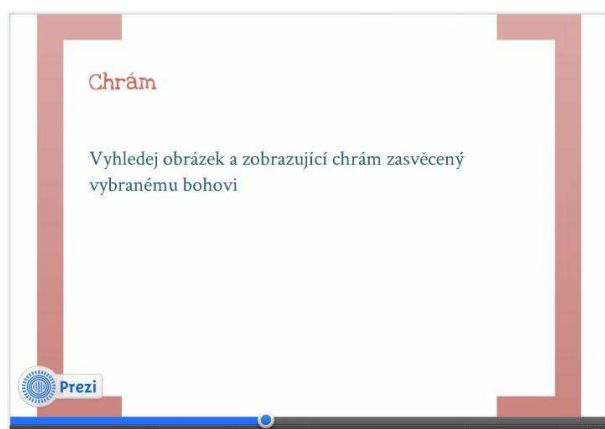 Chrám
Vyhledej obrázek a zobrazující chrám zasvěcený
vybranému bohovi
Prezi